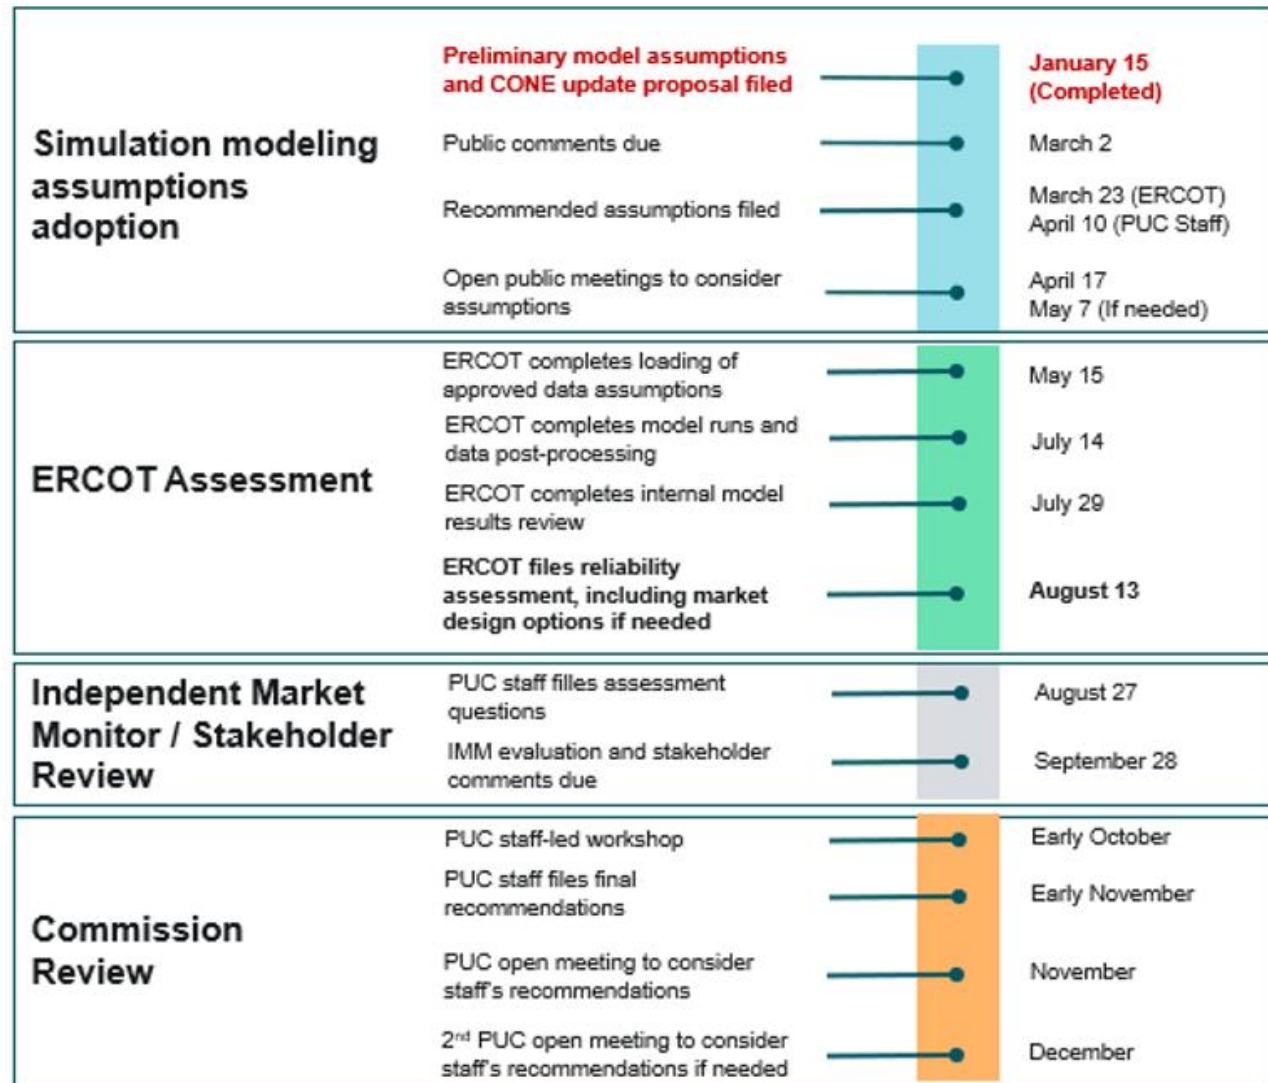 Simulation modeling
assumptions
adoption
Preliminary model assumptions
and CONE update proposal filed
January 15
(Completed)
Public comments due
March 2
Recommended assumptions filed
March 23 (ERCOT)
April 10 (PUC Staff)
Open public meetings to consider
assumptions
April 17
May 7 (If needed)
ERCOT Assessment
ERCOT completes loading of
approved data assumptions
May 15
ERCOT completes model runs and
data post-processing
July 14
ERCOT completes internal model
results review
July 29
ERCOT files reliability
assessment, including market
design options if needed
August 13
Independent Market
Monitor / Stakeholder
Review
PUC staff filles assessment
questions
August 27
IMM evaluation and stakeholder
comments due
September 28
Commission
Review
PUC staff-led workshop
Early October
PUC staff files final
recommendations
Early November
PUC open meeting to consider
staff's recommendations
November
2nd PUC open meeting to consider
staff's recommendations if needed
December